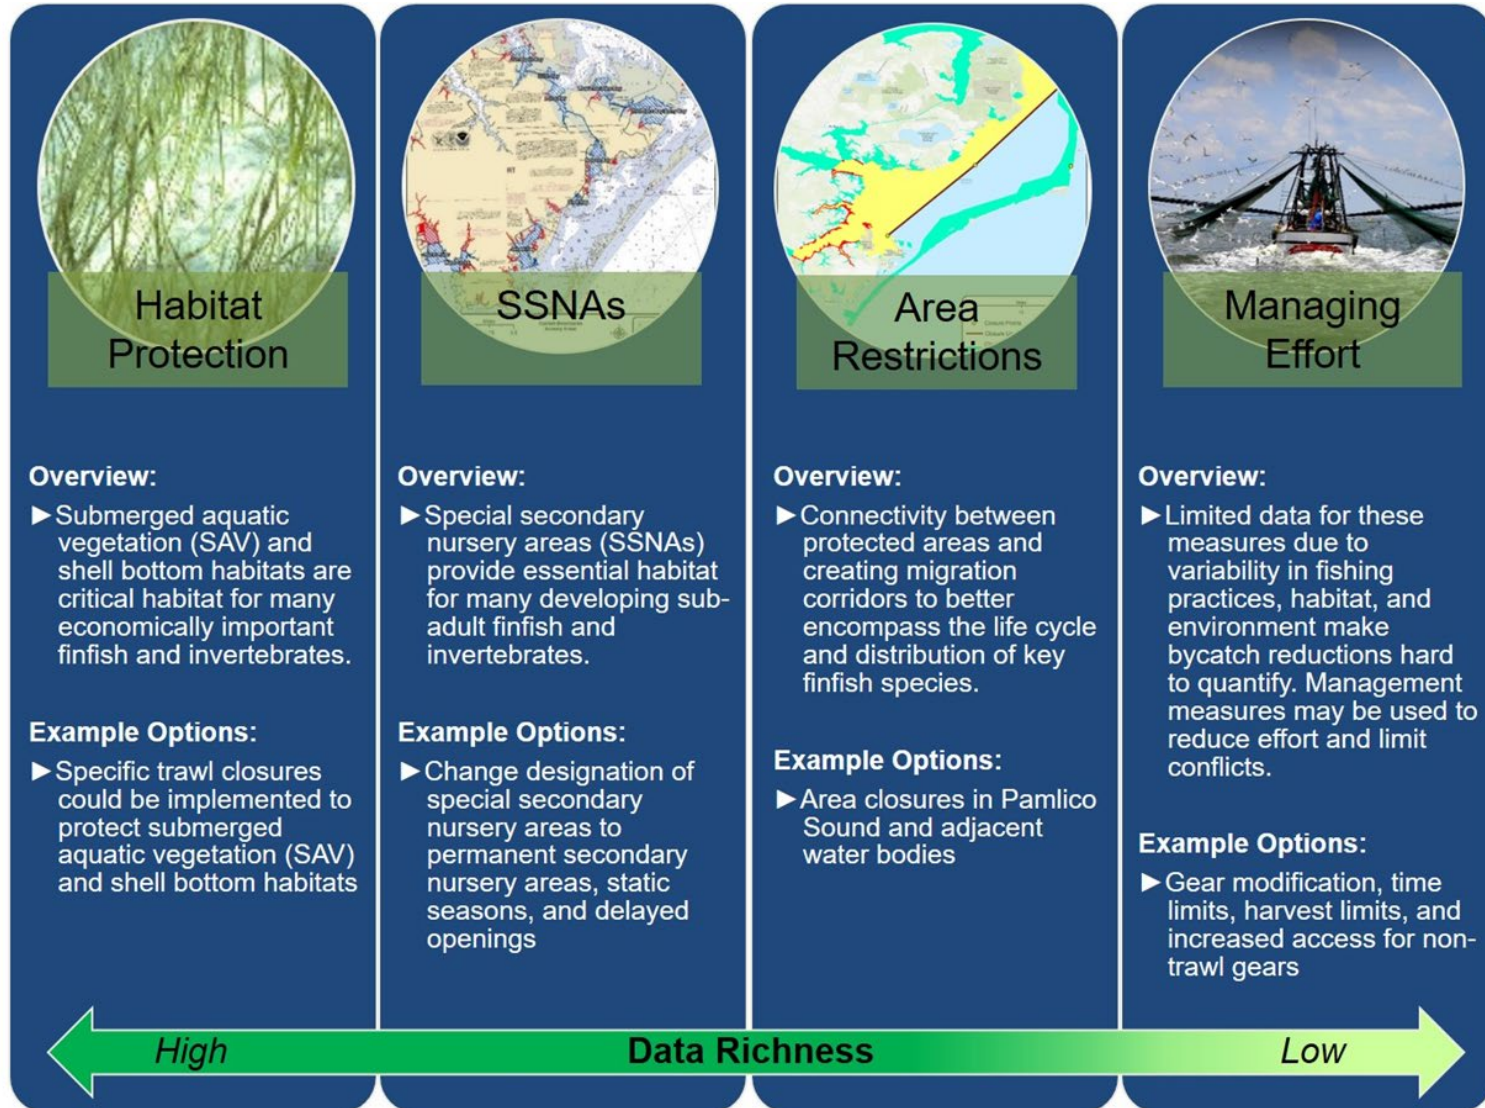 Habitat
Protection
Overview:
►Submerged aquatic
vegetation (SAV) and
shell bottom habitats are
critical habitat for many
economically important
finfish and invertebrates.
Example Options:
►Specific trawl closures
could be implemented to
protect submerged
aquatic vegetation (SAV)
and shell bottom habitats
SSNAs
Overview:
►Special secondary
nursery areas (SSNAs)
provide essential habitat
for many developing sub-
adult finfish and
invertebrates.
Example Options:
►Change designation of
special secondary
nursery areas to
permanent secondary
nursery areas, static
seasons, and delayed
openings
Area
Restrictions
Overview:
►Connectivity between
protected areas and
creating migration
corridors to better
encompass the life cycle
and distribution of key
finfish species.
Example Options:
►Area closures in Pamlico
Sound and adjacent
water bodies
Managing
Effort
Overview:
►Limited data for these
measures due to
variability in fishing
practices, habitat, and
environment make
bycatch reductions hard
to quantify. Management
measures may be used to
reduce effort and limit
conflicts.
Example Options:
►Gear modification, time
limits, harvest limits, and
increased access for non-
trawl gears
High Data Richness Low